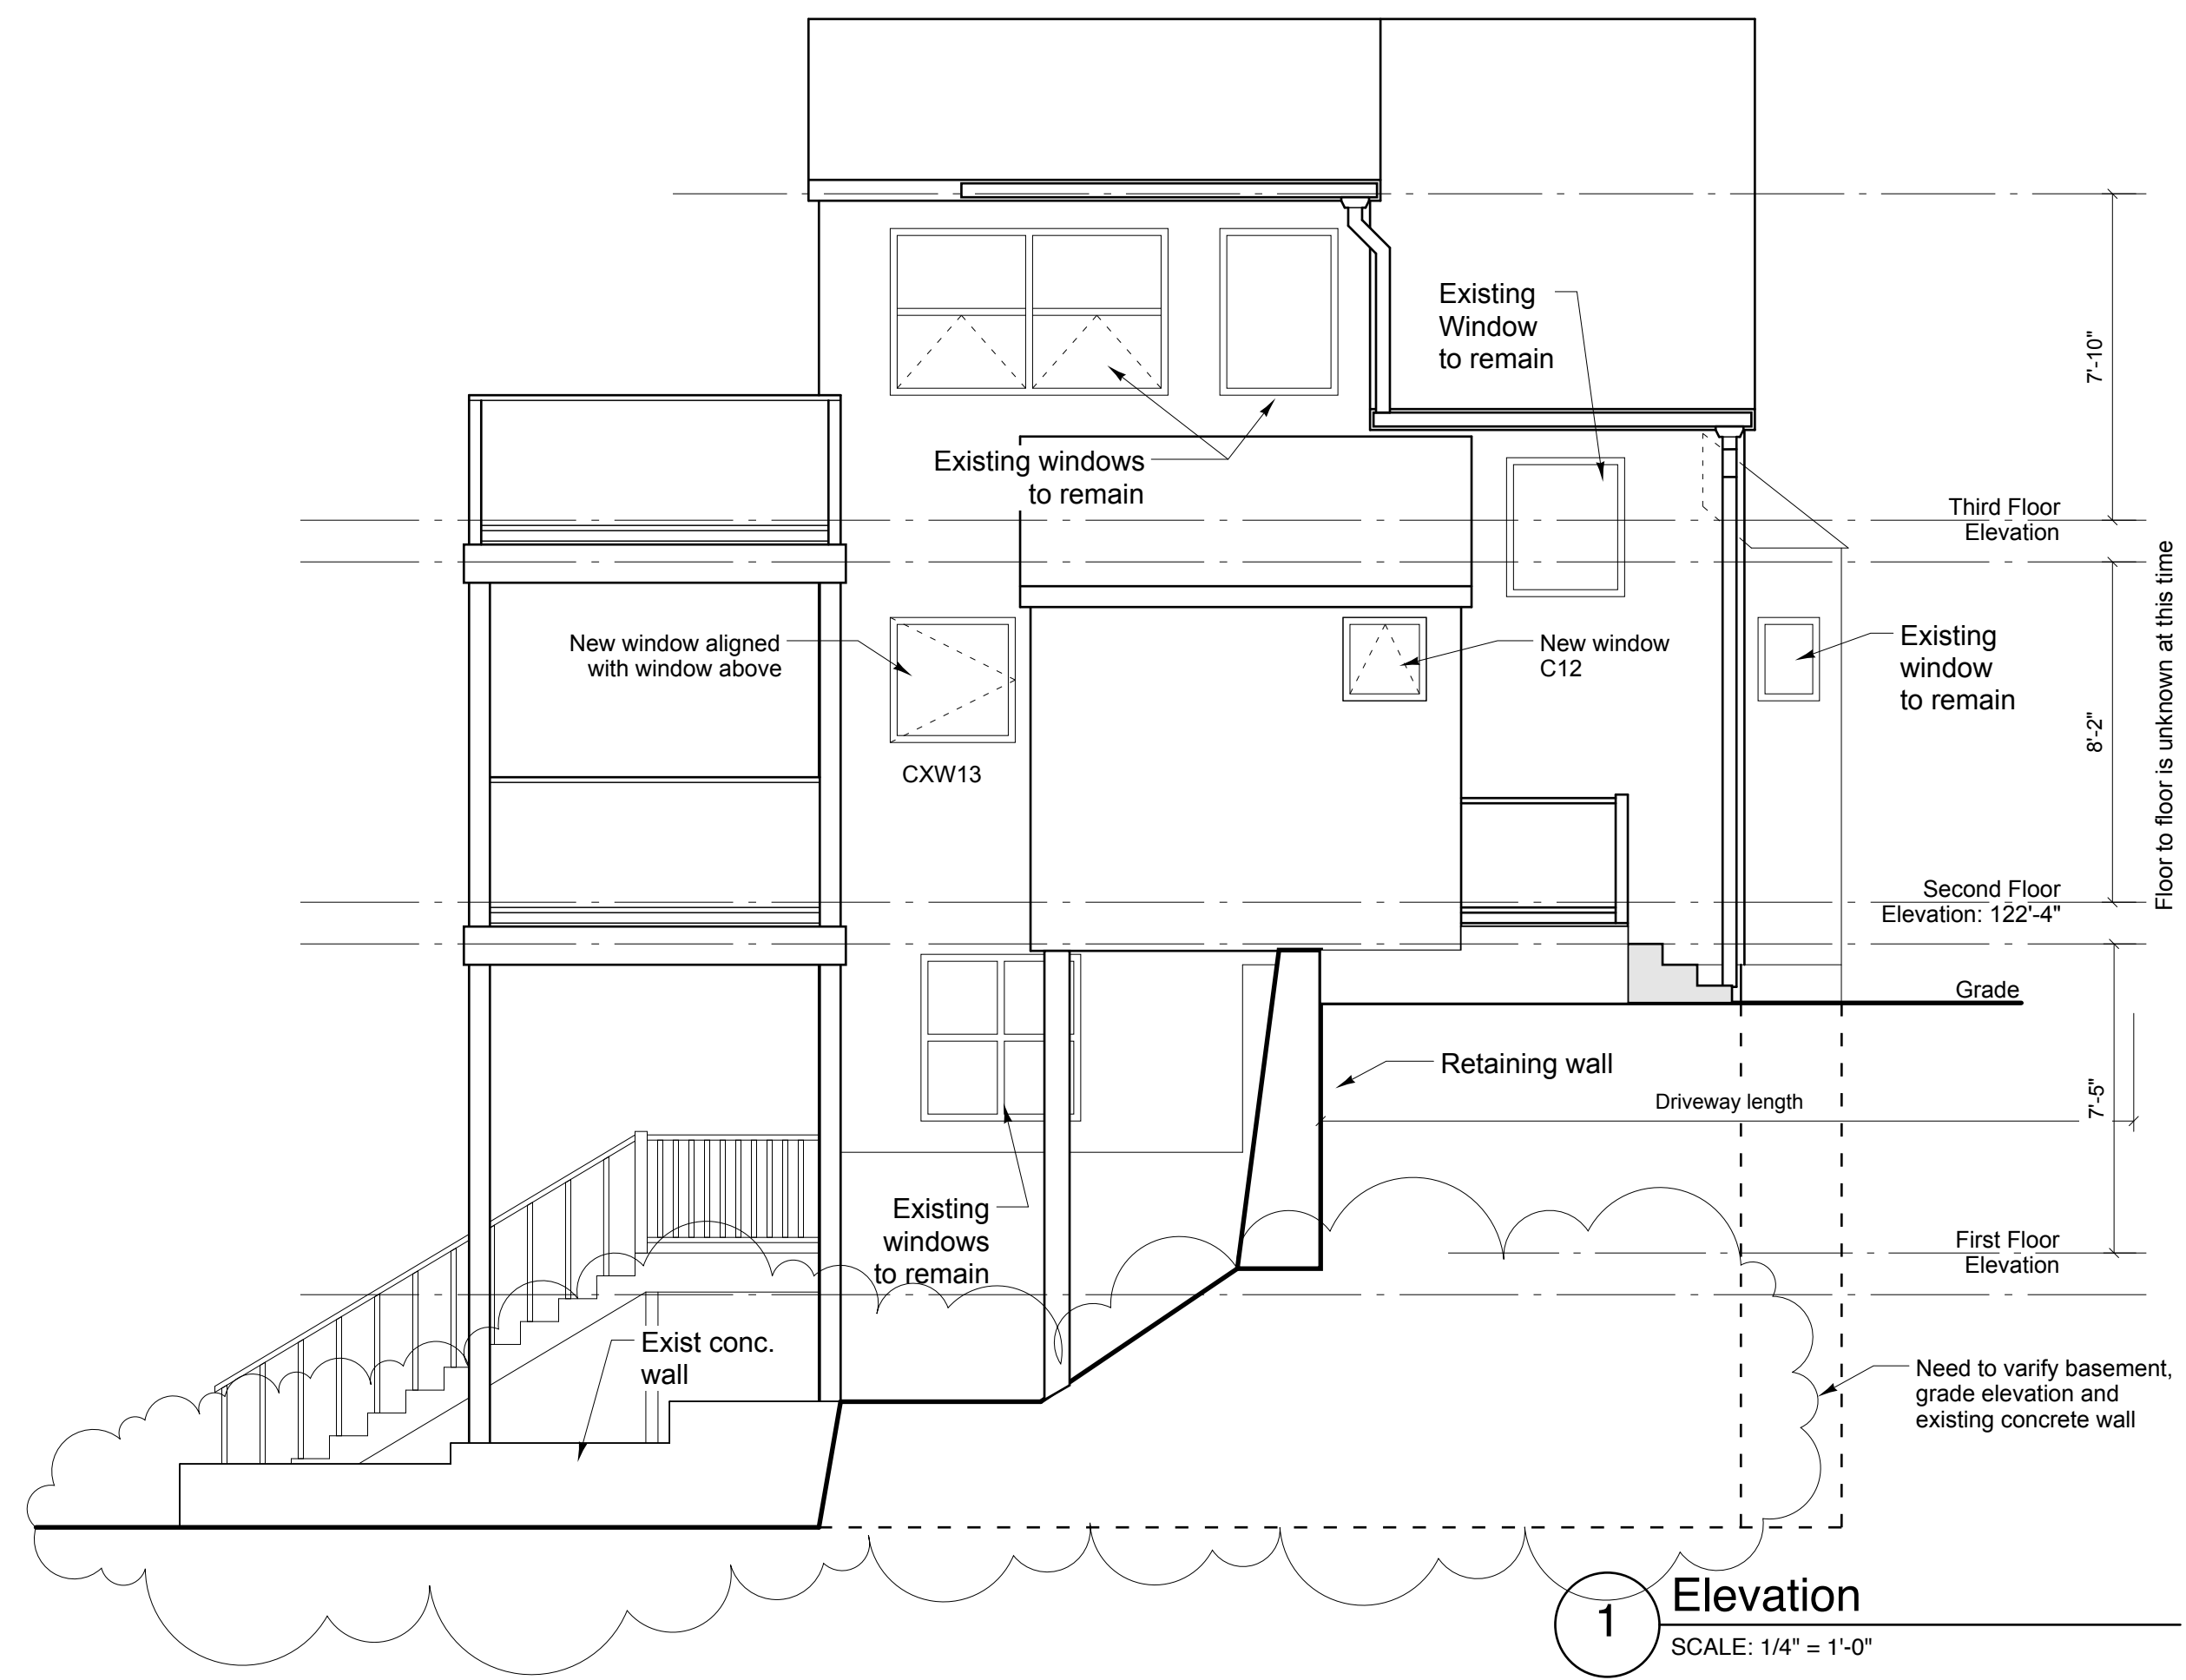 Existing
Window
to remain
7'-10"
Existing windows
to remain
Third Floor
Elevation
Floor to floor is unknown at this time
New window aligned
with window above
New window
C12
Existing
window
to remain
8'-2"
CXW13
Second Floor
Elevation: 122'-4"
Grade
Retaining wall
Driveway length
7'-5"
Existing
windows
to remain
First Floor
Elevation
Exist conc.
wall
Need to varify basement,
grade elevation and
existing concrete wall
1
Elevation
SCALE: 1/4" = 1'-0"